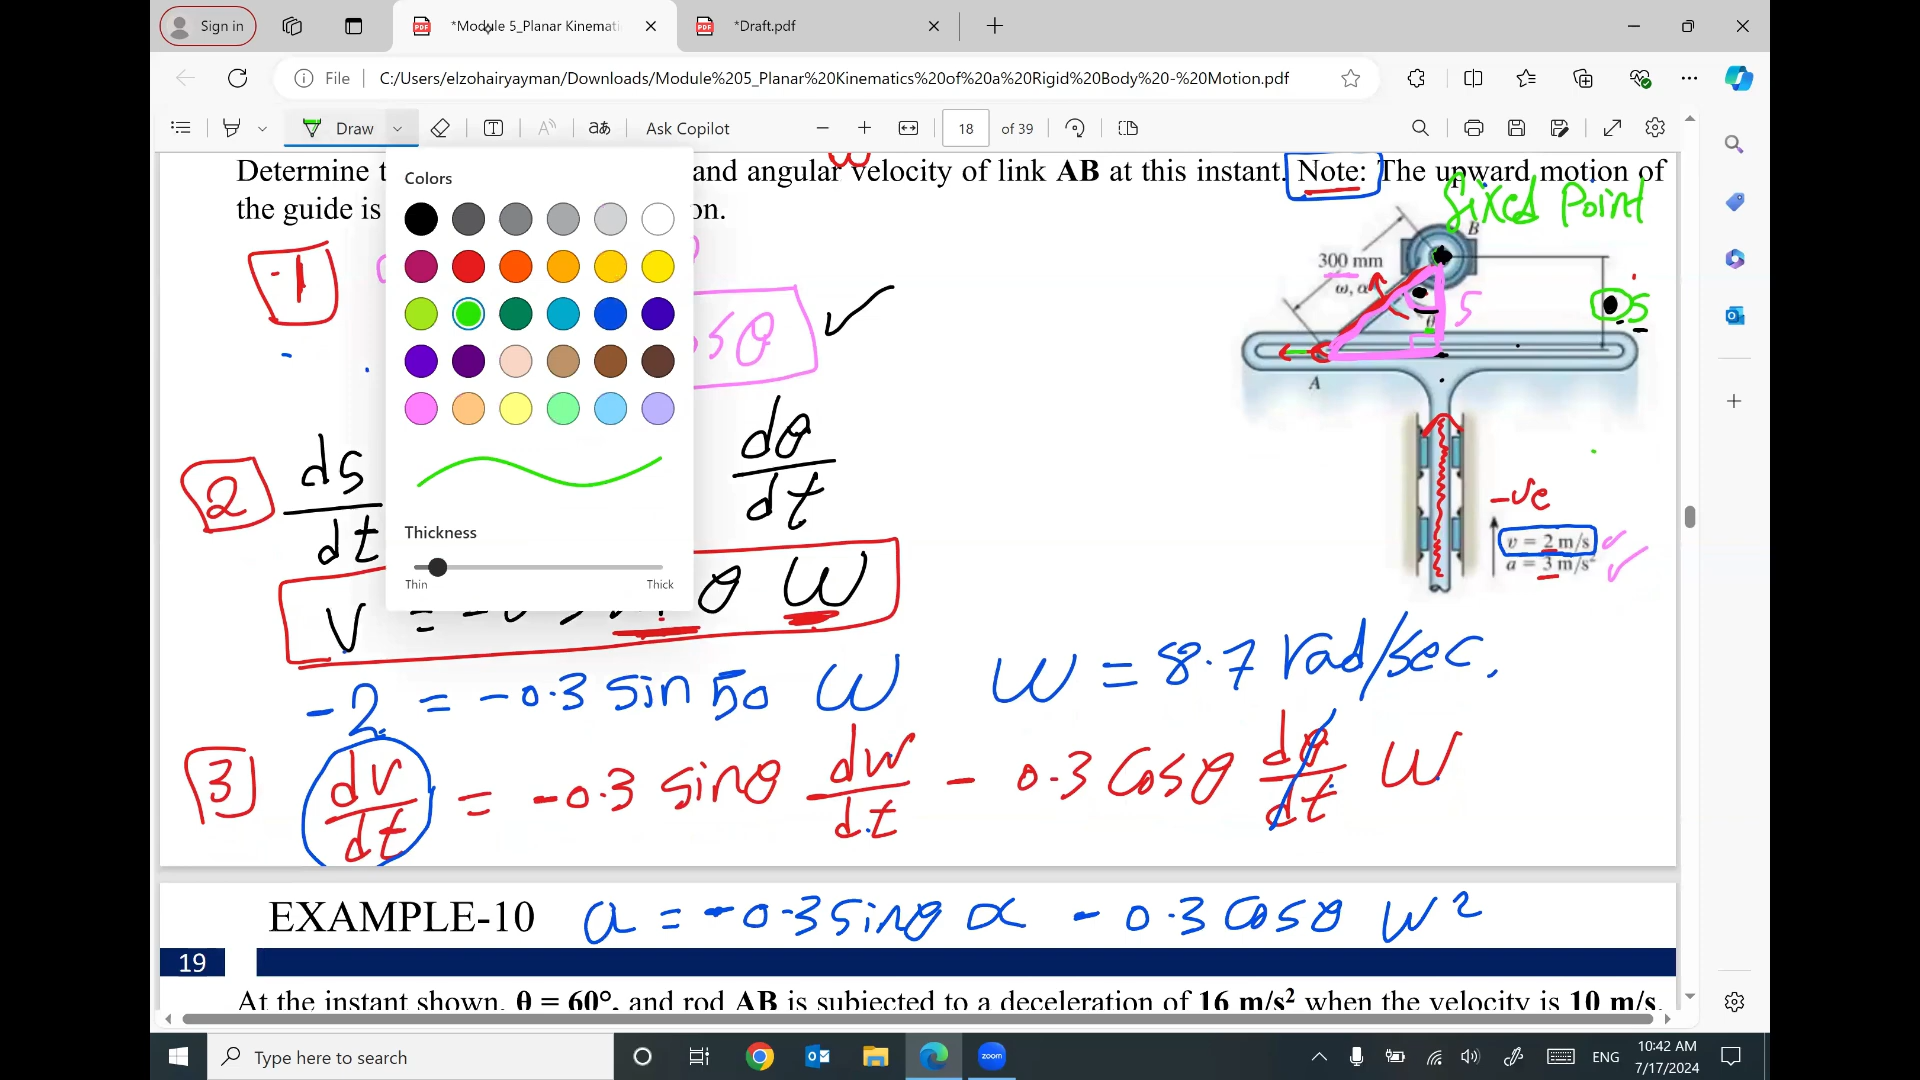 Sign in
*Module 5_Planar Kinemati
*Draft.pdf
File
C:/Users/elzohairyayman/Downloads/Module%205_Planar%20Kinematics%20of%20a%20Rigid%20Body%20-%20Motion.pdf
Draw
Ask Copilot
18
of 39
Determine t
and angular velocity of link AB at this instant. Note: The upward motion of
the guide is
on.
Colors
Thickness
Thin
Thick
-1
sθ
fixed Point
B
300 mm
ω, α
θ
S
S
A
-ve
v = 2 m/s
a = 3 m/s²
2
ds
dt
dθ
dt
V = -0
θ W
-2 = -0.3 sin 50 W
W = 8.7 rad/sec.
3
dv
dt
= -0.3 sinθ
dw
dt
- 0.3 Cosθ
dθ
dt
W
EXAMPLE-10
a = -0.3 sinθ α - 0.3 Cosθ W²
19
At the instant shown, θ = 60°, and rod AB is subjected to a deceleration of 16 m/s² when the velocity is 10 m/s.
Type here to search
zoom
ENG
10:42 AM
7/17/2024